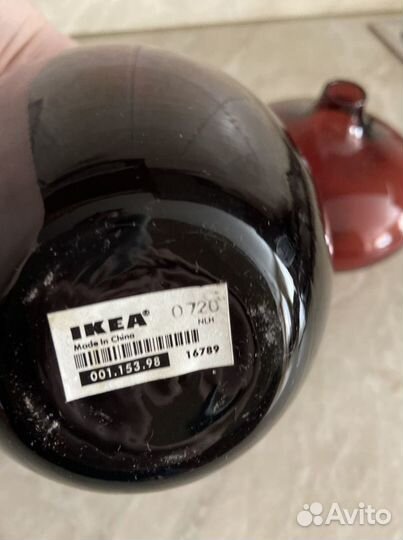 IKEA® 0720
NLH
Made in China
16789
001.153.98
Avito